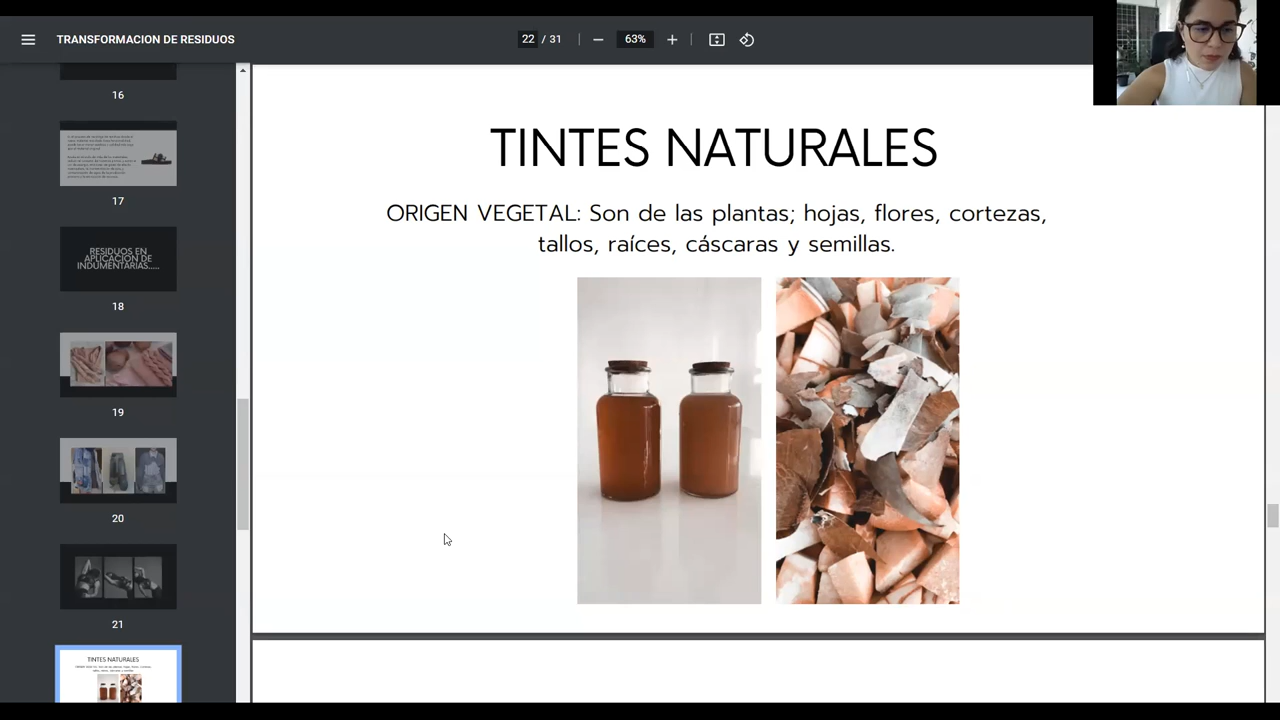 TRANSFORMACION DE RESIDUOS
22 / 31
63%
16
17
RESIDUOS EN
APLICACION DE
INDUMENTARIAS.....
18
19
20
21
TINTES NATURALES
TINTES NATURALES
ORIGEN VEGETAL: Son de las plantas; hojas, flores, cortezas,
tallos, raíces, cáscaras y semillas.